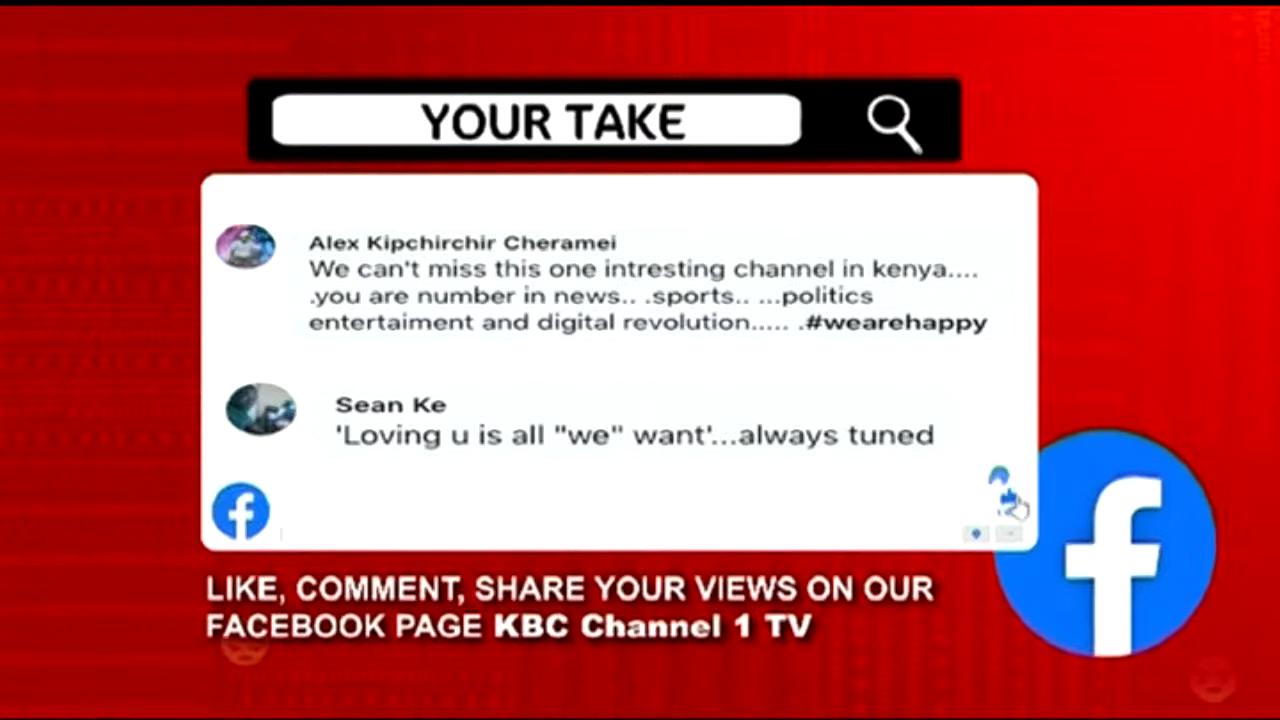 YOUR TAKE
Alex Kipchirchir Cheramei
We can't miss this one intresting channel in kenya....
.you are number in news.. .sports.. ...politics
entertaiment and digital revolution..... .#wearehappy
Sean Ke
'Loving u is all "we" want'...always tuned
LIKE, COMMENT, SHARE YOUR VIEWS ON OUR
FACEBOOK PAGE KBC Channel 1 TV